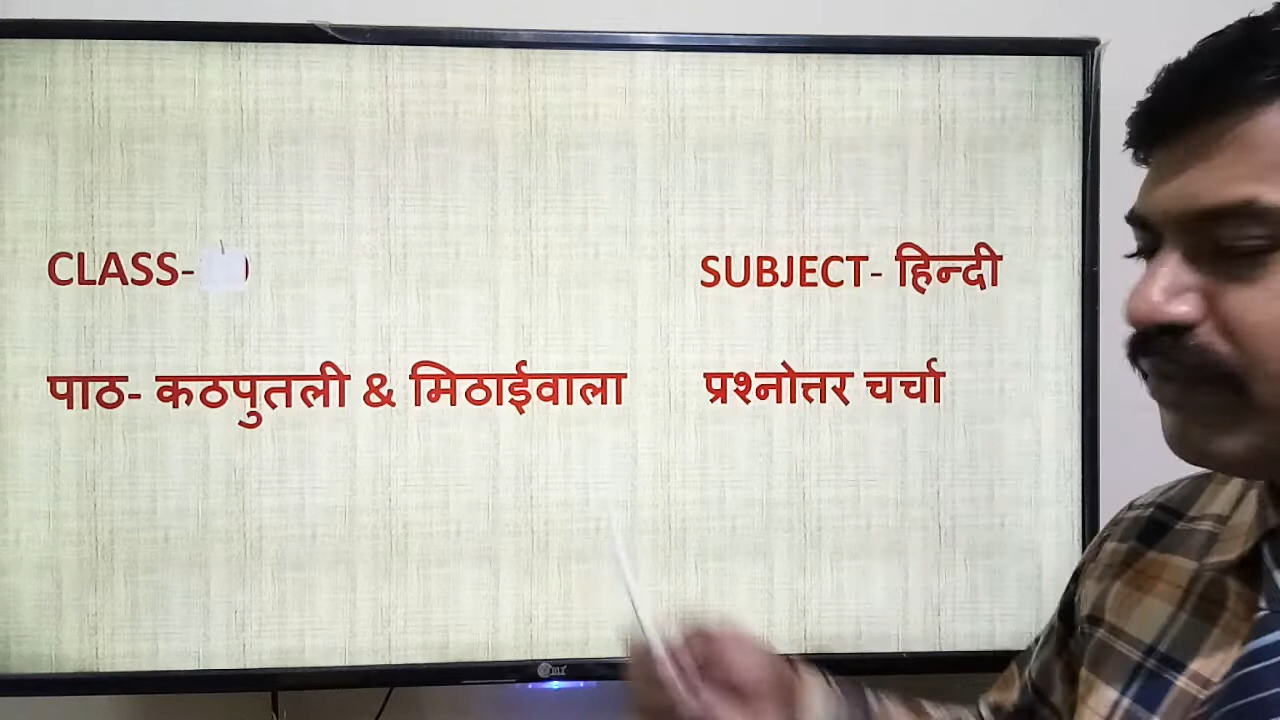 CLASS-
SUBJECT- हिन्दी
पाठ- कठपुतली & मिठाईवाला
प्रश्नोत्तर चर्चा